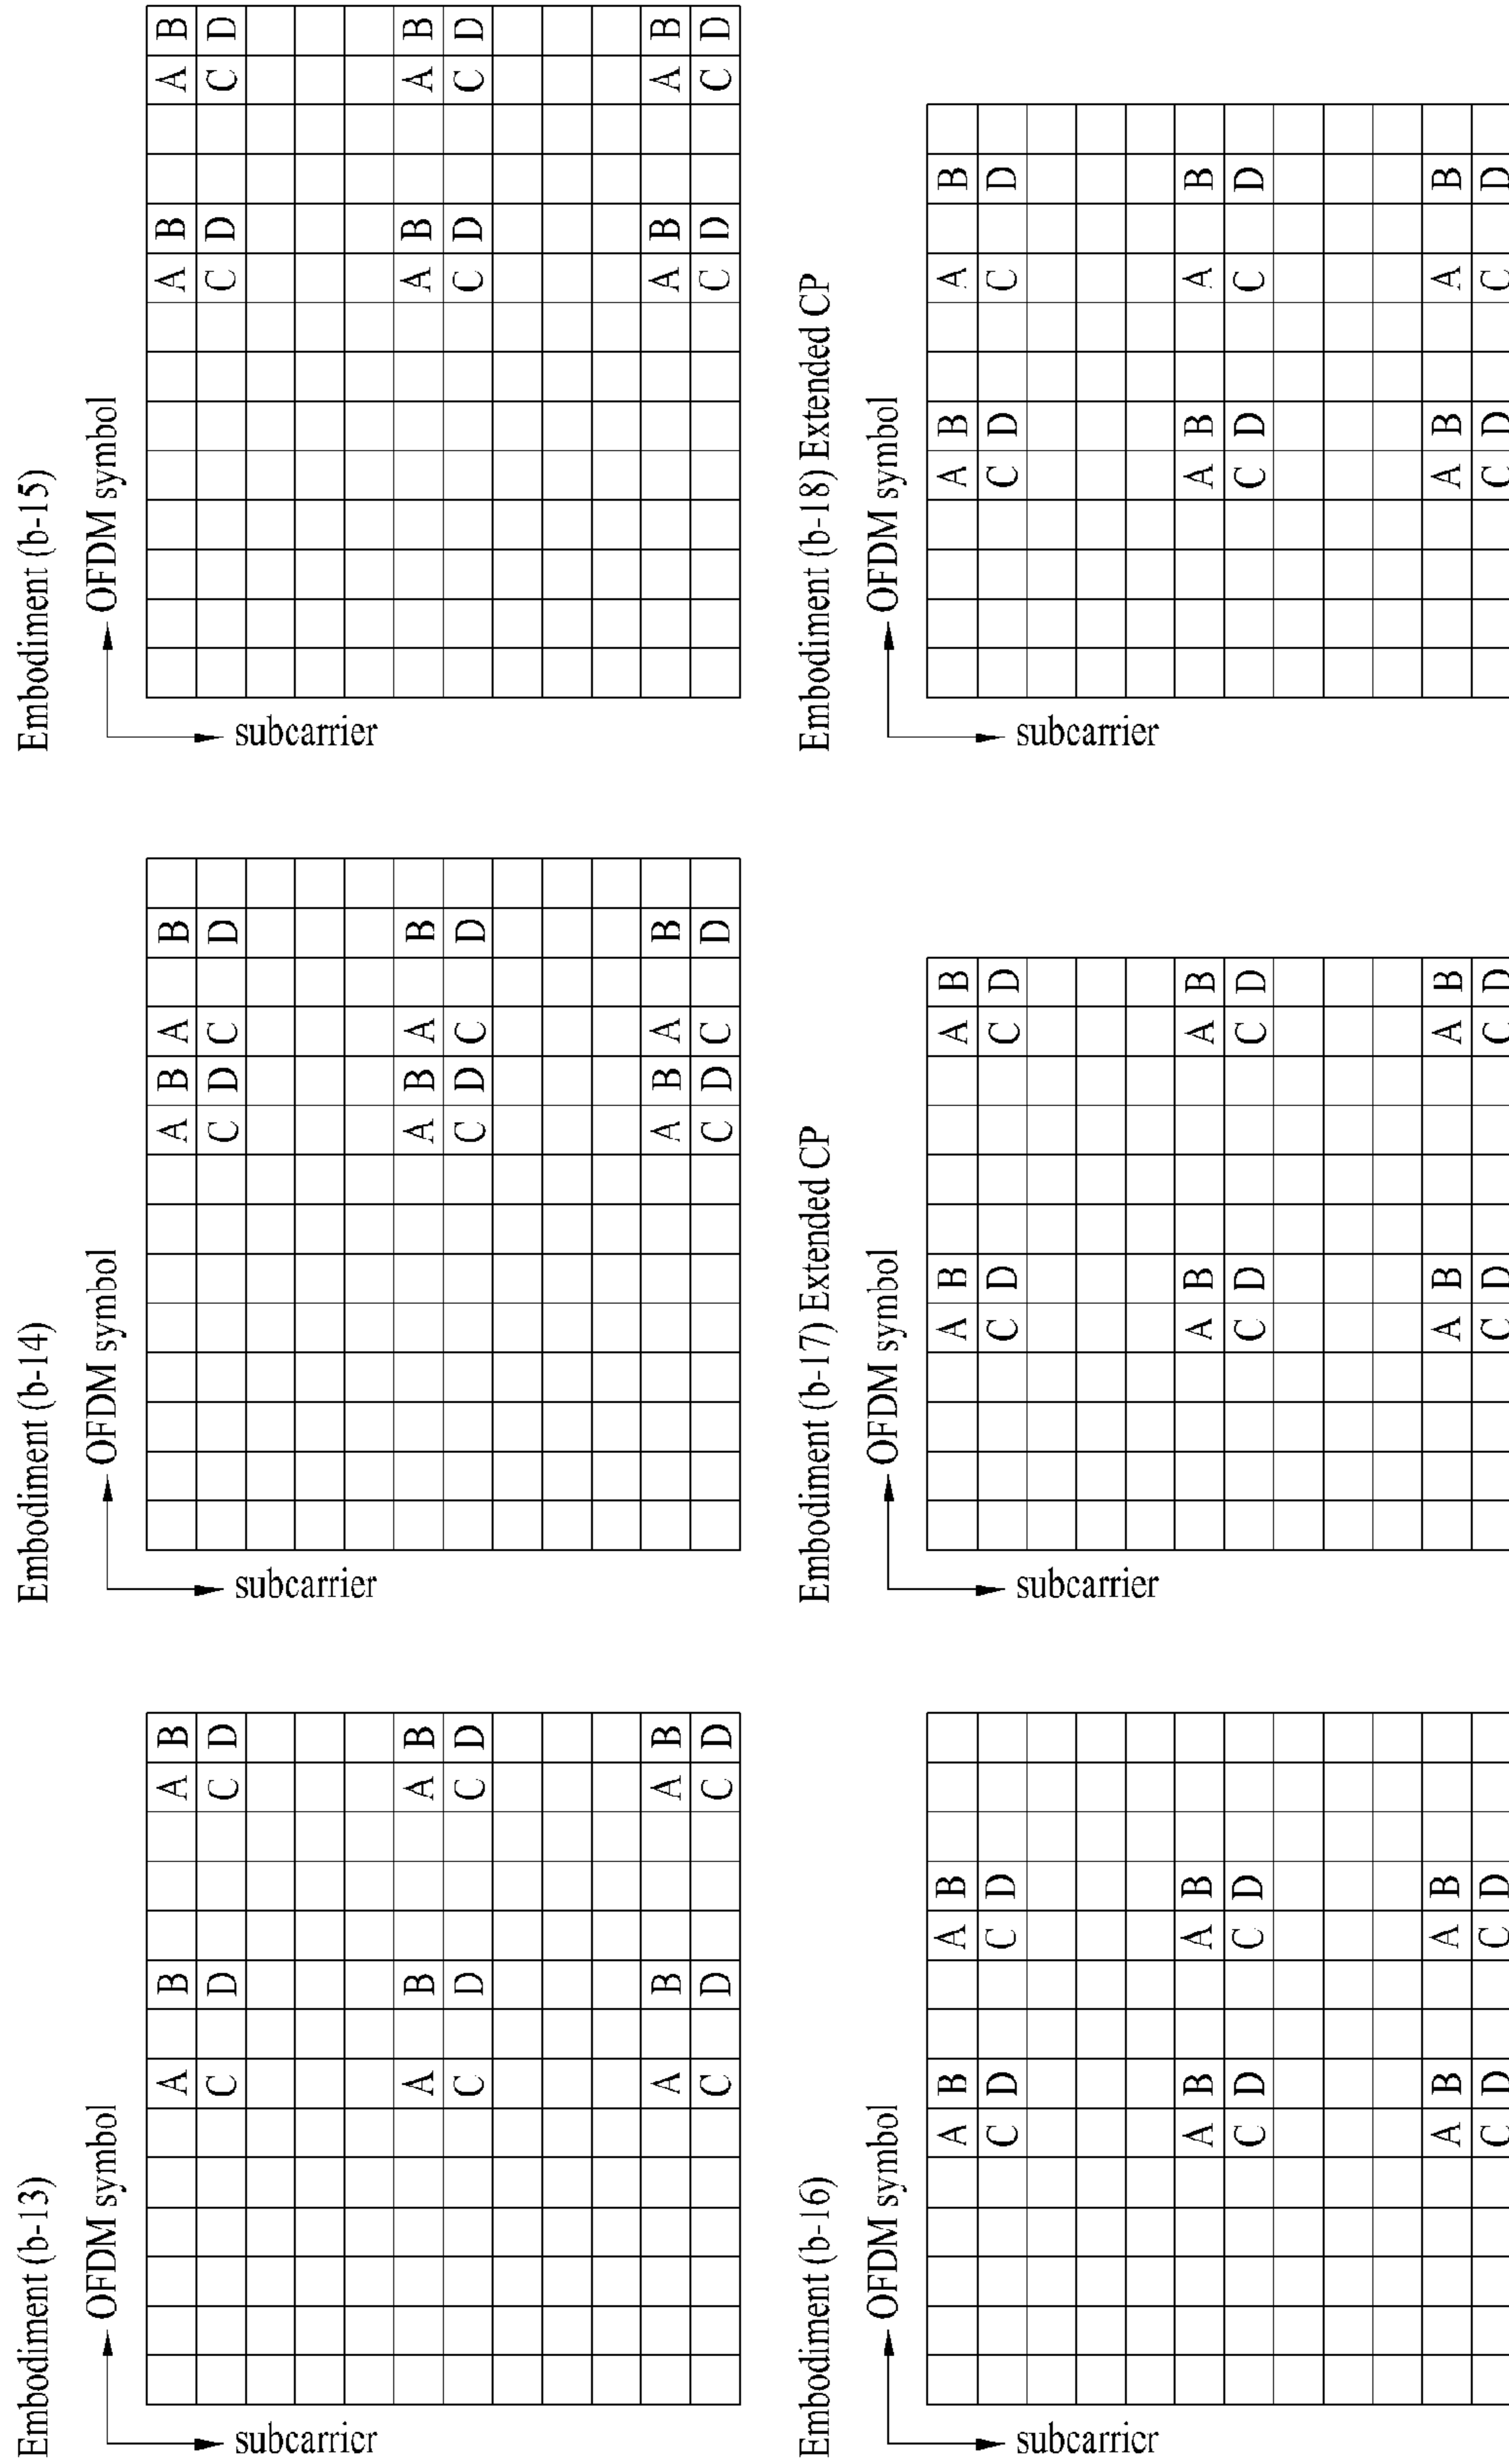 Embodiment (b-13)
OFDM symbol
subcarrier
A B A B
C D C D
A B A B
C D C D
A B A B
C D C D
Embodiment (b-14)
OFDM symbol
subcarrier
A B A B
C D C D
A B A B
C D C D
A B A B
C D C D
Embodiment (b-15)
OFDM symbol
subcarrier
A B A B
C D C D
A B A B
C D C D
A B A B
C D C D
Embodiment (b-16)
OFDM symbol
subcarrier
A B A B
C D C D
A B A B
C D C D
A B A B
C D C D
Embodiment (b-17) Extended CP
OFDM symbol
subcarrier
A B A B
C D C D
A B A B
C D C D
A B A B
C D C D
Embodiment (b-18) Extended CP
OFDM symbol
subcarrier
A B A B
C D C D
A B A B
C D C D
A B A B
C D C D